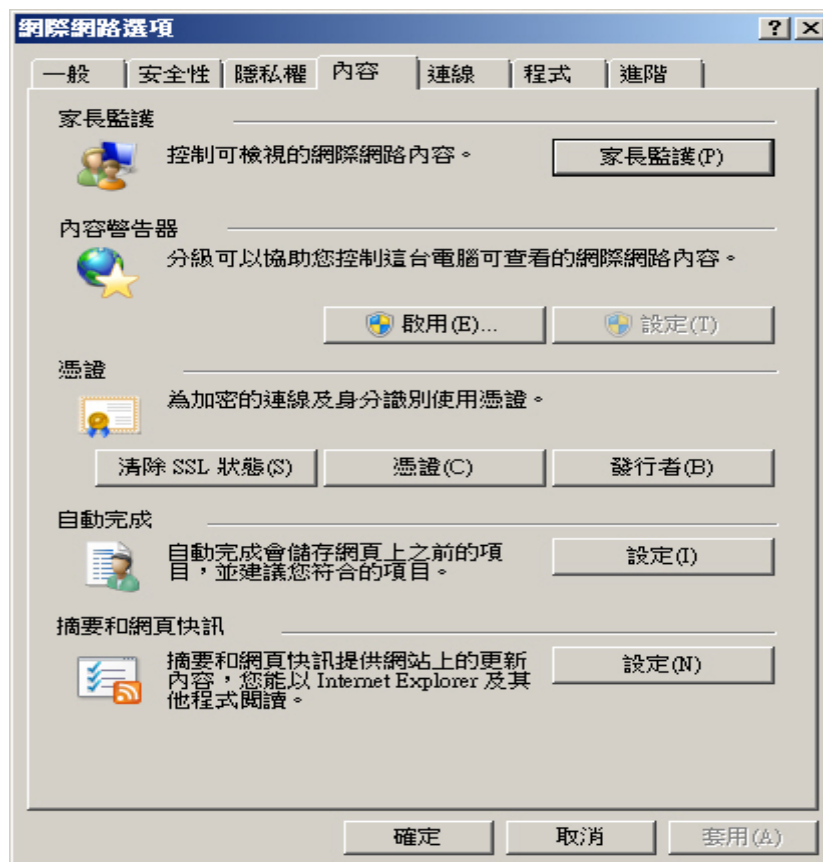 網際網路選項
一般 安全性 隱私權 內容 連線 程式 進階
家長監護
控制可檢視的網際網路內容。 家長監護(P)
內容警告器
分級可以協助您控制這台電腦可查看的網際網路內容。
啟用(E)... 設定(T)
憑證
為加密的連線及身分識別使用憑證。
清除 SSL 狀態(S) 憑證(C) 發行者(B)
自動完成
自動完成會儲存網頁上之前的項
目，並建議您符合的項目。
設定(I)
摘要和網頁快訊
摘要和網頁快訊提供網站上的更新
內容，您能以 Internet Explorer 及其
他程式閱讀。
設定(N)
確定 取消 套用(A)